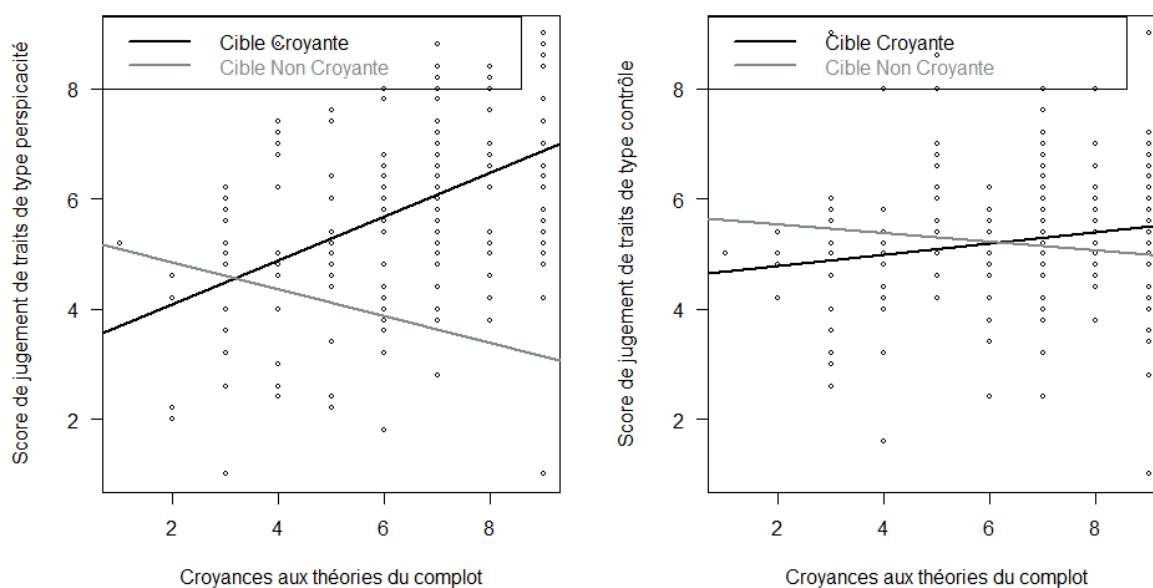 Score de jugement de traits de type perspicacité
Cible Croyante
Cible Non Croyante
8
6
4
2
2
4
6
8
Croyances aux théories du complot
Score de jugement de traits de type contrôle
Cible Croyante
Cible Non Croyante
8
6
4
2
2
4
6
8
Croyances aux théories du complot